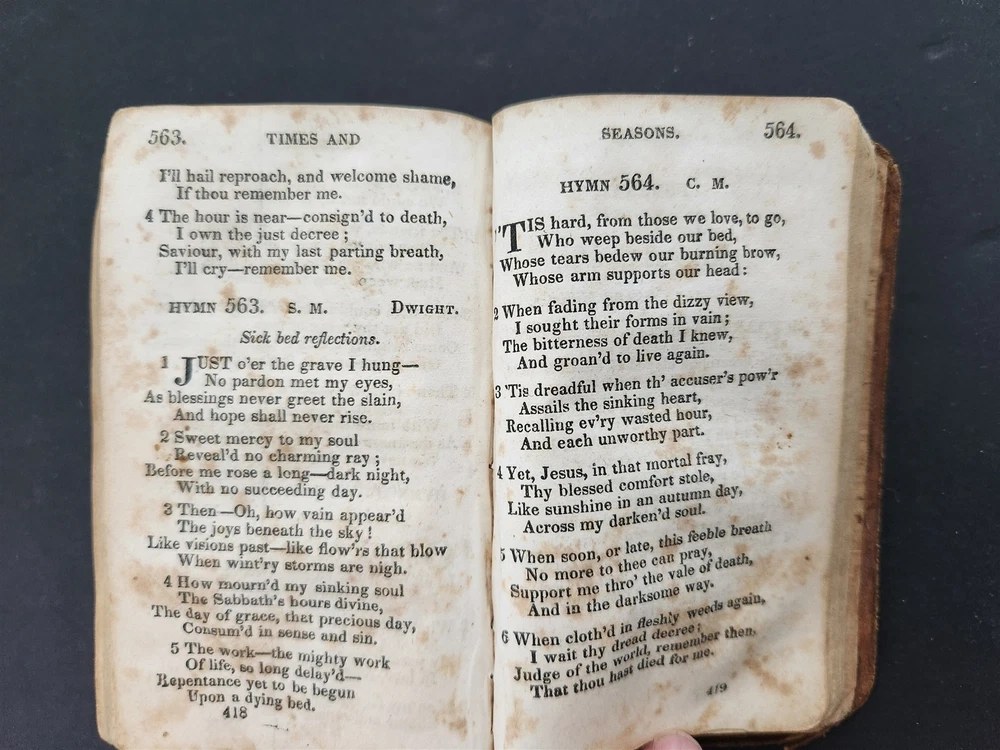 563. TIMES AND
I'll hail reproach, and welcome shame,
If thou remember me.
4 The hour is near—consign'd to death,
I own the just decree;
Saviour, with my last parting breath,
I'll cry—remember me.
HYMN 563. S. M. DWIGHT.
Sick bed reflections.
1 JUST o'er the grave I hung—
No pardon met my eyes,
As blessings never greet the slain,
And hope shall never rise.
2 Sweet mercy to my soul
Reveal'd no charming ray;
Before me rose a long—dark night,
With no succeeding day.
3 Then—Oh, how vain appear'd
The joys beneath the sky!
Like visions past—like flow'rs that blow
When wint'ry storms are nigh.
4 How mourn'd my sinking soul
The Sabbath's hours divine,
The day of grace, that precious day,
Consum'd in sense and sin.
5 The work—the mighty work
Of life, so long delay'd—
Repentance yet to be begun
Upon a dying bed.
418
SEASONS. 564.
HYMN 564. C. M.
'TIS hard, from those we love, to go,
Who weep beside our bed,
Whose tears bedew our burning brow,
Whose arm supports our head:
2 When fading from the dizzy view,
I sought their forms in vain;
The bitterness of death I knew,
And groan'd to live again.
3 'Tis dreadful when th' accuser's pow'r
Assails the sinking heart,
Recalling ev'ry wasted hour,
And each unworthy part.
4 Yet, Jesus, in that mortal fray,
Thy blessed comfort stole,
Like sunshine in an autumn day,
Across my darken'd soul.
5 When soon, or late, this feeble breath
No more to thee can pray,
Support me thro' the vale of death,
And in the darksome way.
6 When cloth'd in fleshly weeds again,
I wait thy dread decree;
Judge of the world, remember then,
That thou hast died for me.
419